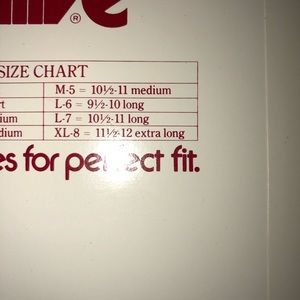 SIZE CHART
M-5 = 10½-11 medium
L-6 = 9½-10 long
L-7 = 10½-11 long
XL-8 = 11½-12 extra long
es for perfect fit.